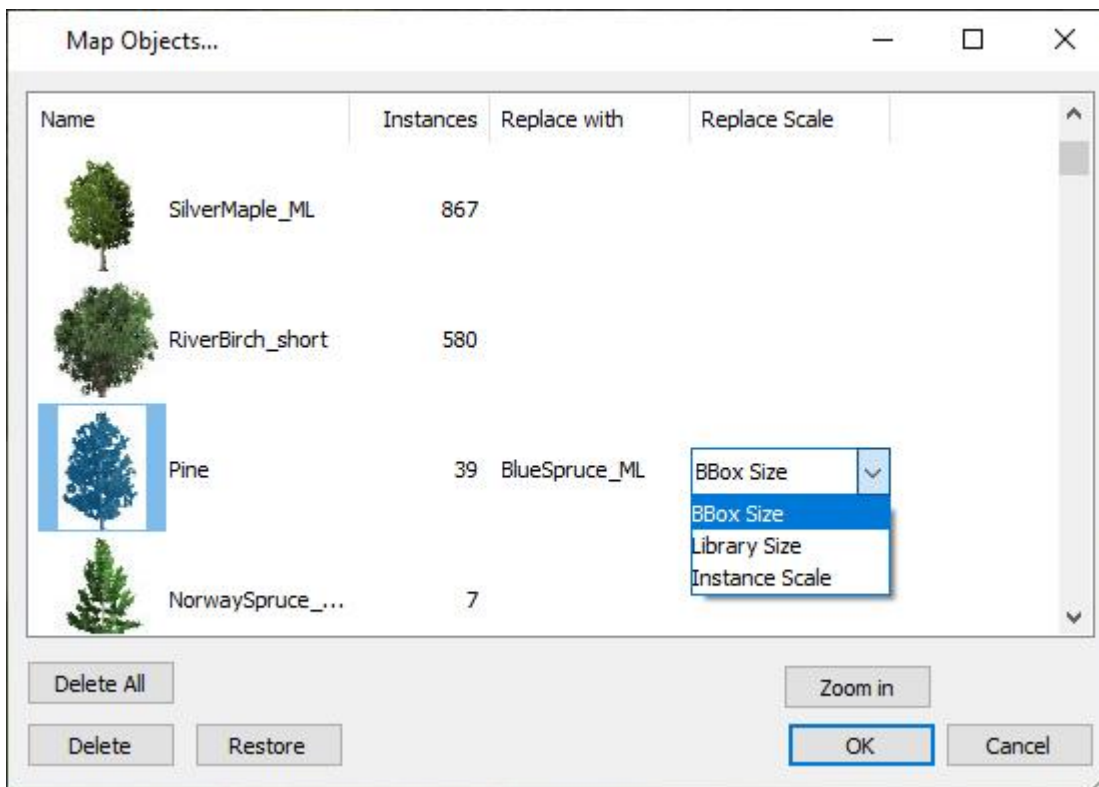 Map Objects...
Name Instances Replace with Replace Scale
SilverMaple_ML 867
RiverBirch_short 580
Pine 39 BlueSpruce_ML BBox Size
BBox Size
Library Size
Instance Scale
NorwaySpruce_... 7
Delete All Zoom in
Delete Restore OK Cancel